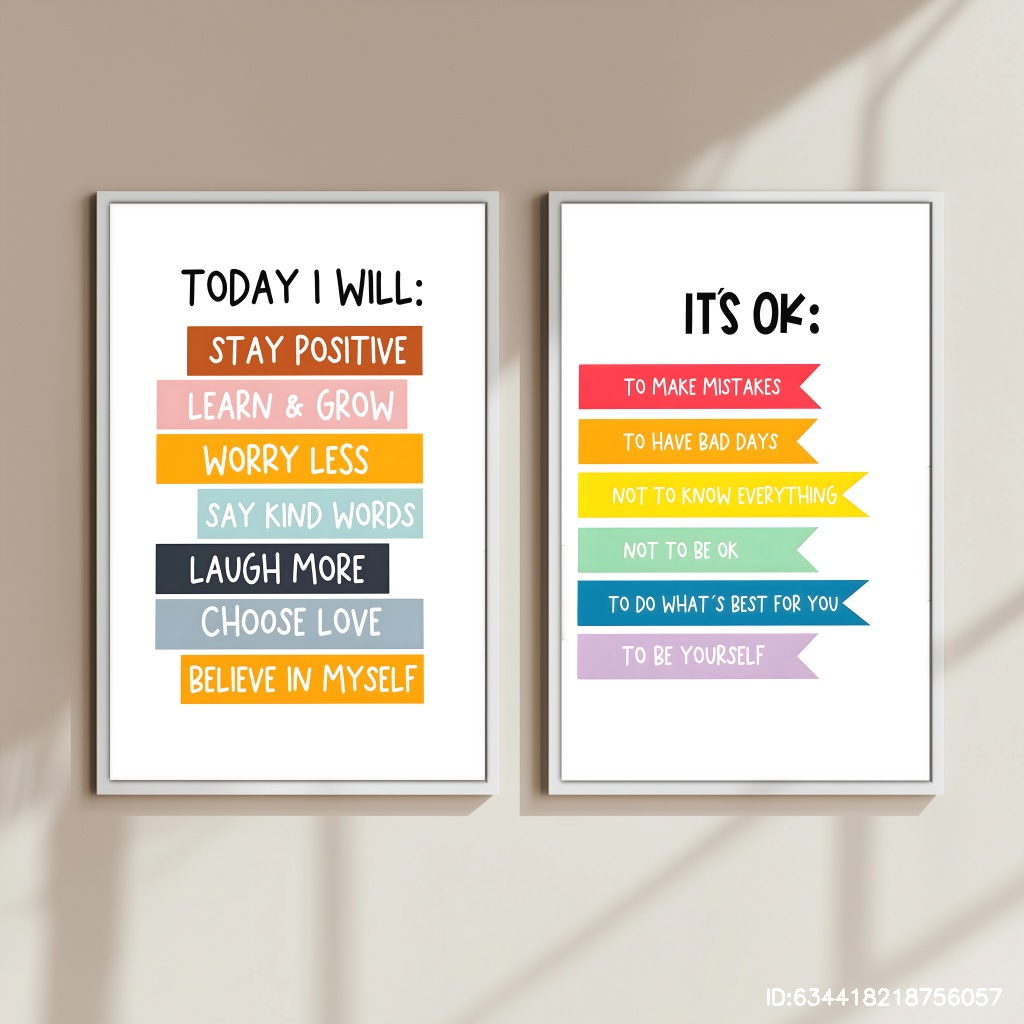 TODAY I WILL:
STAY POSITIVE
LEARN & GROW
WORRY LESS
SAY KIND WORDS
LAUGH MORE
CHOOSE LOVE
BELIEVE IN MYSELF
IT'S OK:
TO MAKE MISTAKES
TO HAVE BAD DAYS
NOT TO KNOW EVERYTHING
NOT TO BE OK
TO DO WHAT'S BEST FOR YOU
TO BE YOURSELF
ID:634418218756057